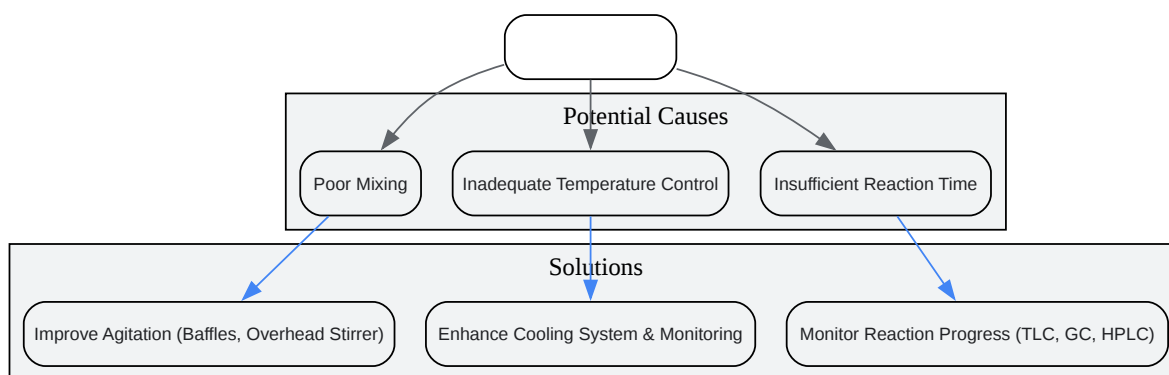 Potential Causes
Poor Mixing
Inadequate Temperature Control
Insufficient Reaction Time
Solutions
Improve Agitation (Baffles, Overhead Stirrer)
Enhance Cooling System & Monitoring
Monitor Reaction Progress (TLC, GC, HPLC)